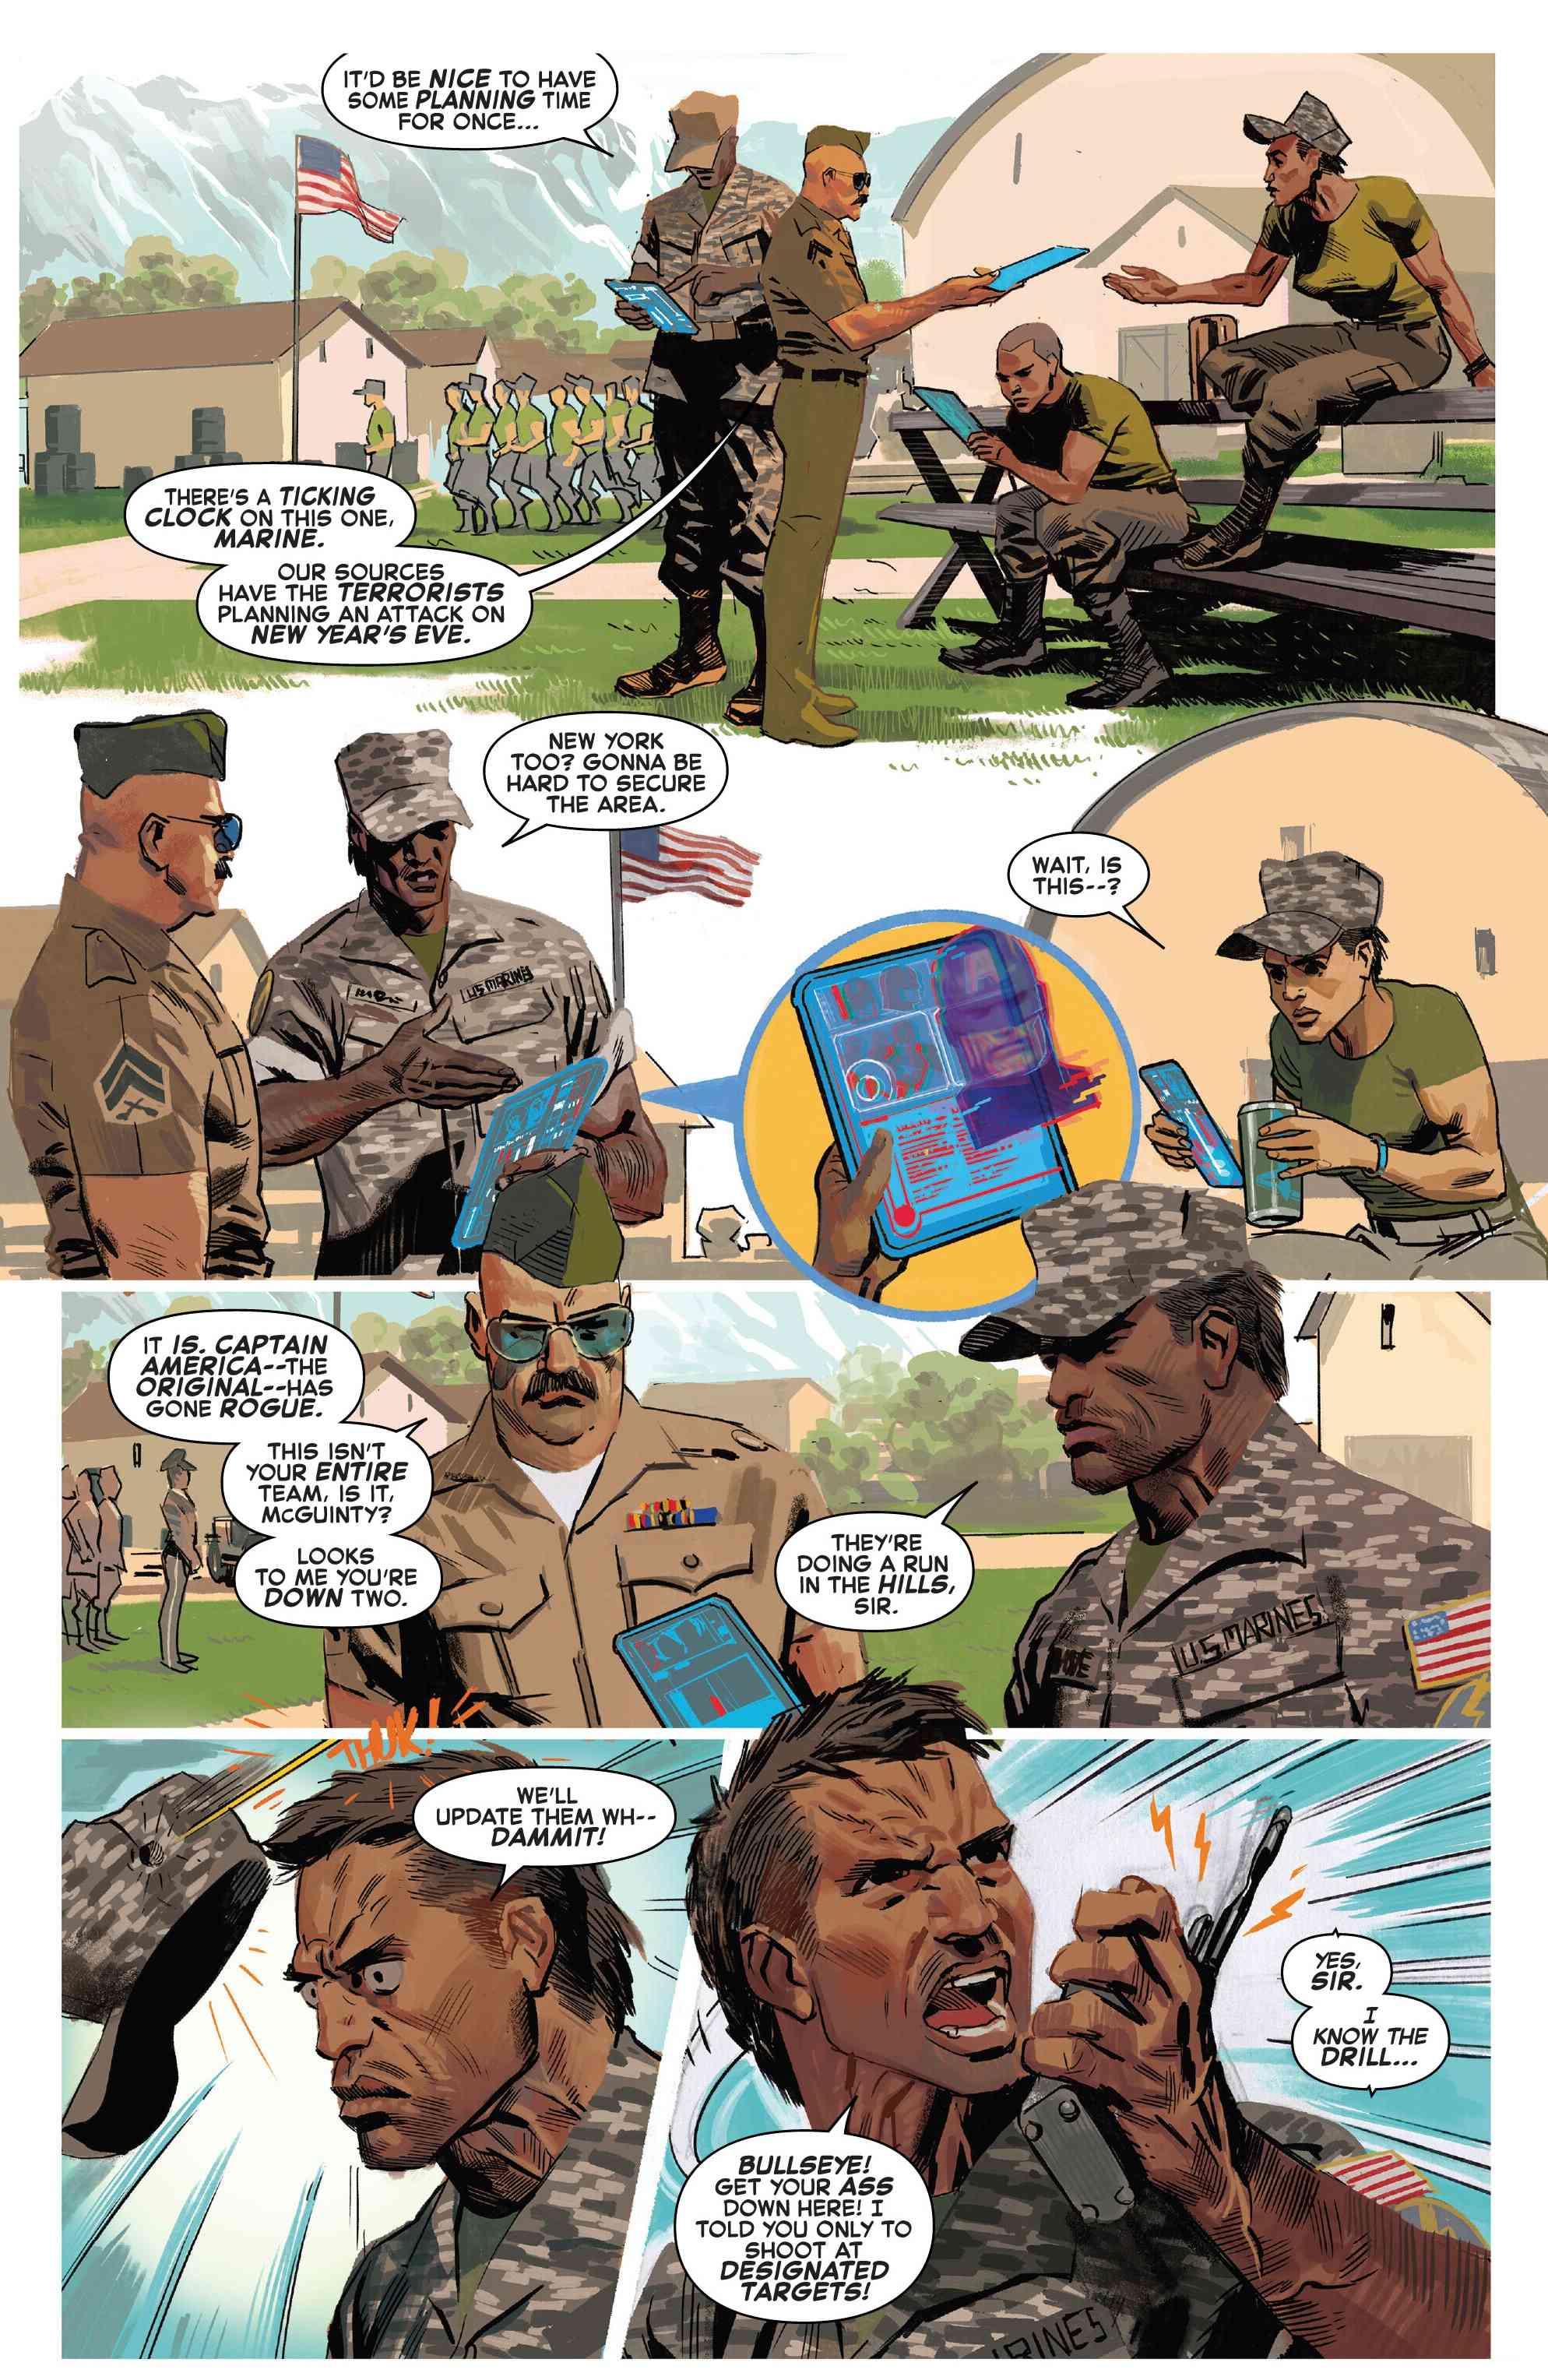 IT'D BE NICE TO HAVE
SOME PLANNING TIME
FOR ONCE...
THERE'S A TICKING
CLOCK ON THIS ONE,
MARINE.
OUR SOURCES
HAVE THE TERRORISTS
PLANNING AN ATTACK ON
NEW YEAR'S EVE.
NEW YORK
TOO? GONNA BE
HARD TO SECURE
THE AREA.
U.S. MARINES
WAIT, IS
THIS--?
IT IS. CAPTAIN
AMERICA--THE
ORIGINAL--HAS
GONE ROGUE.
THIS ISN'T
YOUR ENTIRE
TEAM, IS IT,
McGUINTY?
LOOKS
TO ME YOU'RE
DOWN TWO.
THEY'RE
DOING A RUN
IN THE HILLS,
SIR.
U.S. MARINES
THUK!
WE'LL
UPDATE THEM WH--
DAMMIT!
BULLSEYE!
GET YOUR ASS
DOWN HERE! I
TOLD YOU ONLY TO
SHOOT AT
DESIGNATED
TARGETS!
YES,
SIR.
I
KNOW THE
DRILL...
RINES